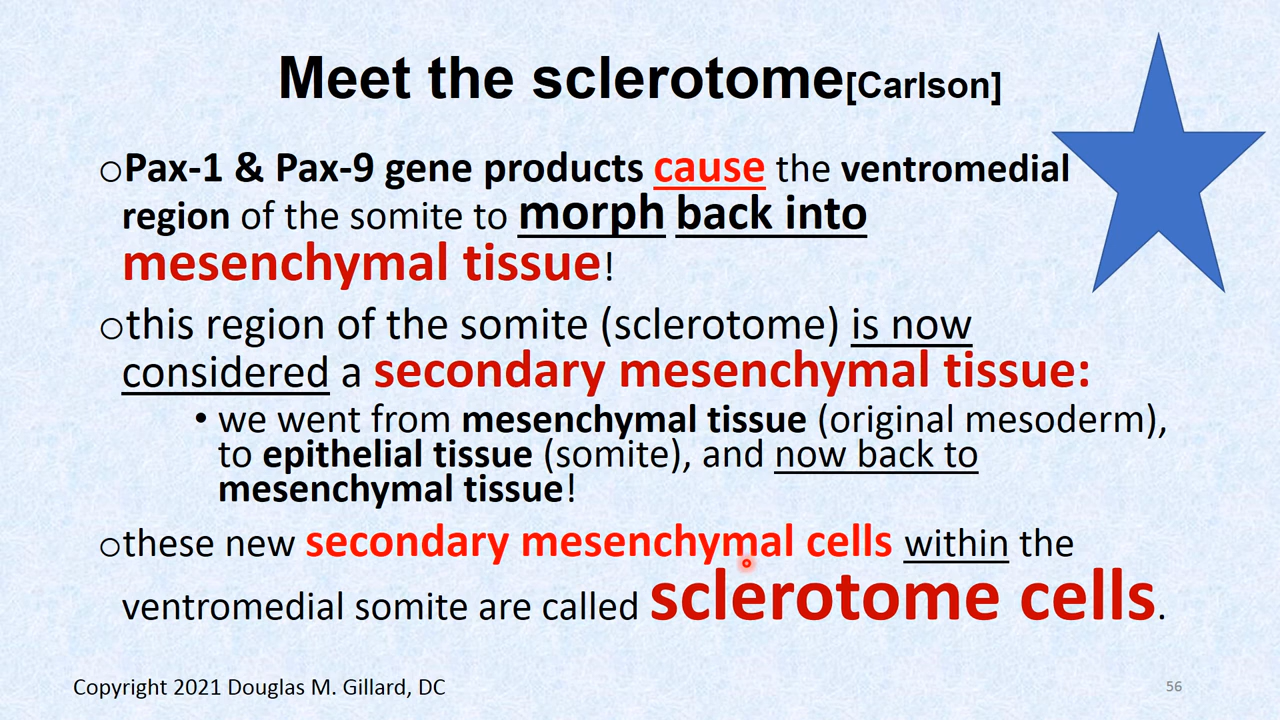 Meet the sclerotome[Carlson]
○Pax-1 & Pax-9 gene products cause the ventromedial
region of the somite to morph back into
mesenchymal tissue!
○this region of the somite (sclerotome) is now
considered a secondary mesenchymal tissue:
• we went from mesenchymal tissue (original mesoderm),
to epithelial tissue (somite), and now back to
mesenchymal tissue!
○these new secondary mesenchymal cells within the
ventromedial somite are called sclerotome cells.
Copyright 2021 Douglas M. Gillard, DC
56